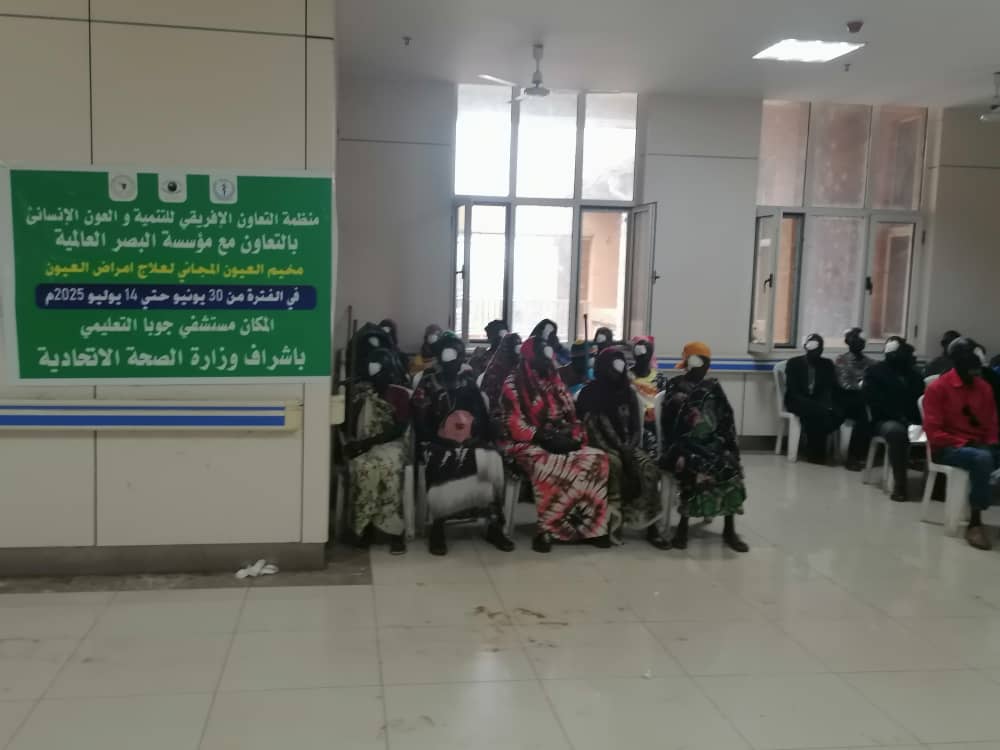 منظمة التعاون الإفريقي للتنمية و العون الإنسانئ
بالتعاون مع مؤسسة البصر العالمية
مخيم العيون المجاني لعلاج امراض العيون
في الفترة من 30 يونيو حتي 14 يوليو 2025م
المكان مستشفي جوبا التعليمي
باشراف وزارة الصحة الاتحادية